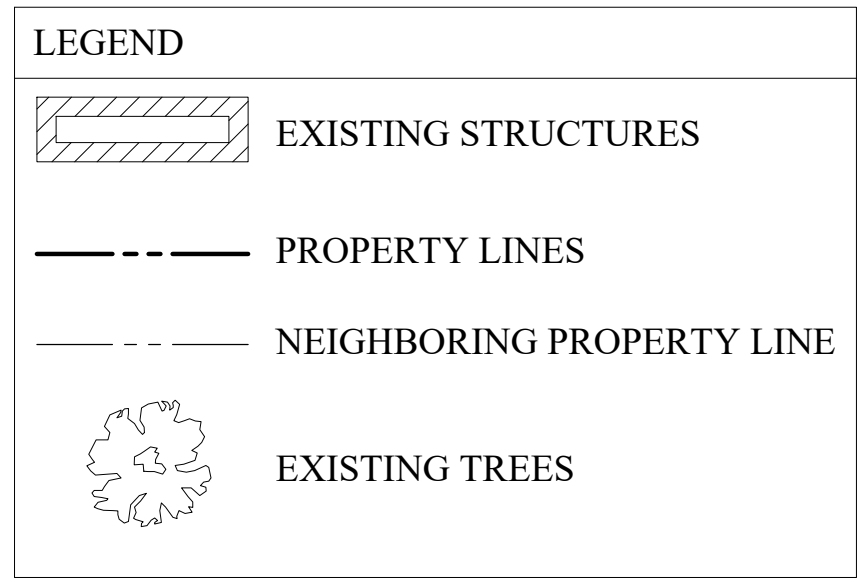 LEGEND
EXISTING STRUCTURES
PROPERTY LINES
NEIGHBORING PROPERTY LINE
EXISTING TREES